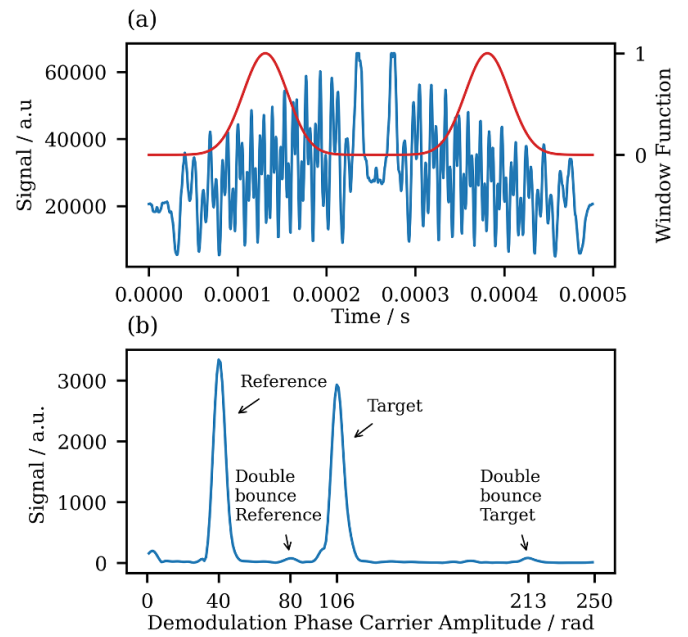 (a)
60000
40000
20000
Signal / a.u
1
0
Window Function
0.0000 0.0001 0.0002 0.0003 0.0004 0.0005
Time / s
(b)
3000
2000
1000
0
Signal / a.u.
Reference
Target
Double
bounce
Reference
Double
bounce
Target
0 40 80 106 213 250
Demodulation Phase Carrier Amplitude / rad